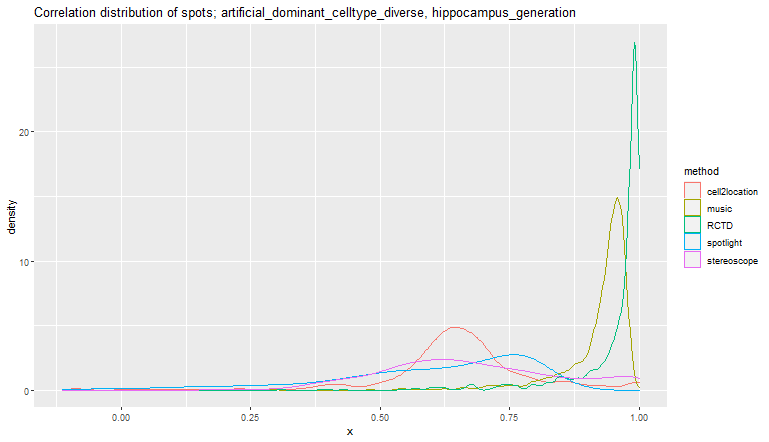 Correlation distribution of spots; artificial_dominant_celltype_diverse, hippocampus_generation
density
20
10
0
0.00 0.25 0.50 0.75 1.00
x
method
cell2location
music
RCTD
spotlight
stereoscope